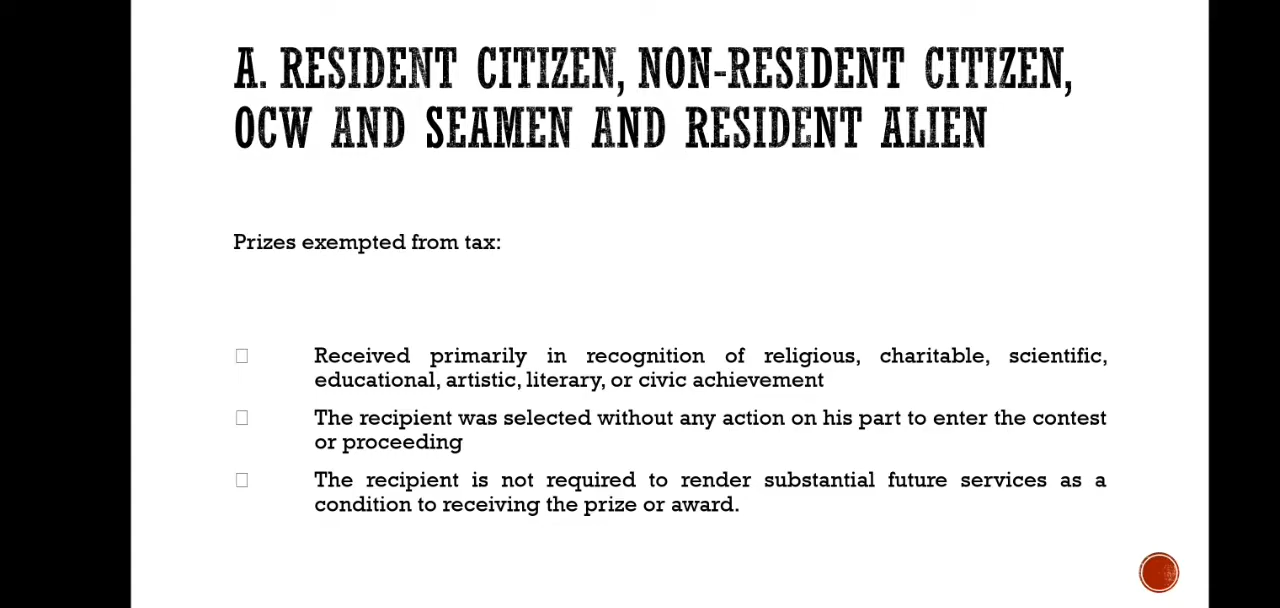 A. RESIDENT CITIZEN, NON-RESIDENT CITIZEN,
OCW AND SEAMEN AND RESIDENT ALIEN
Prizes exempted from tax:
Received primarily in recognition of religious, charitable, scientific,
educational, artistic, literary, or civic achievement
The recipient was selected without any action on his part to enter the contest
or proceeding
The recipient is not required to render substantial future services as a
condition to receiving the prize or award.